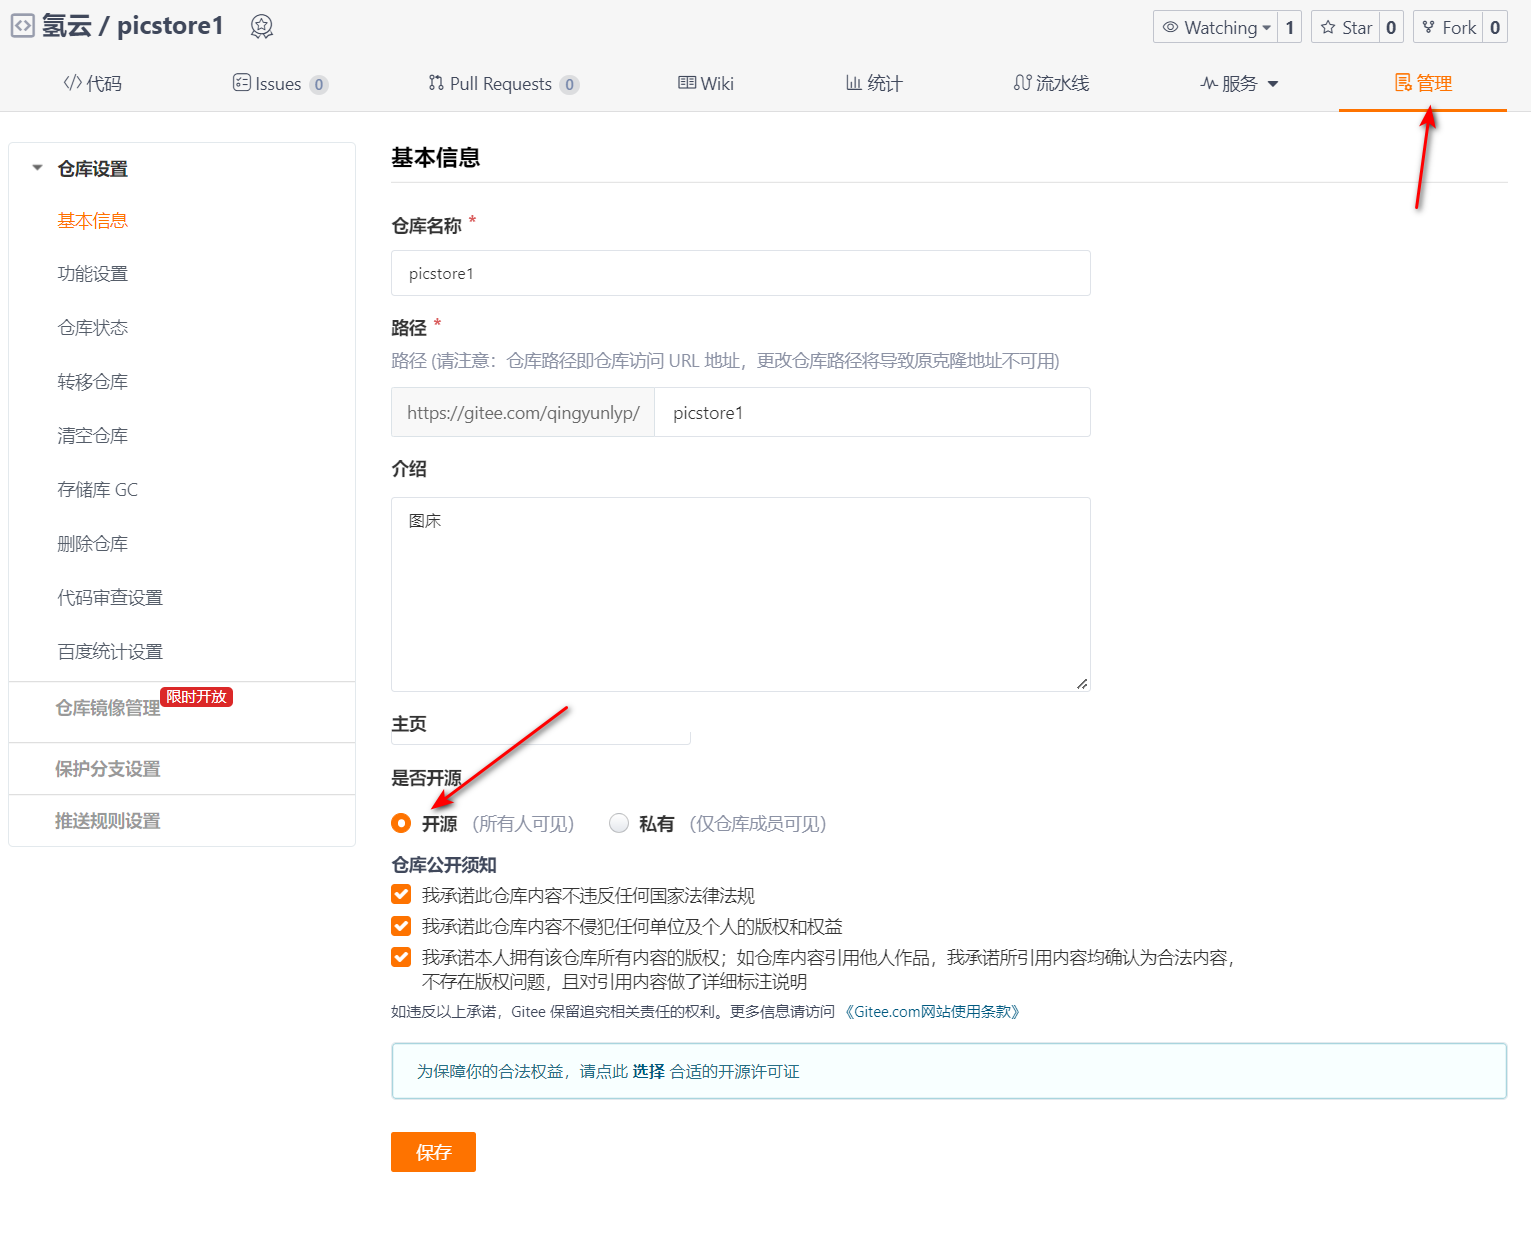 氢云 / picstore1
Watching 1 Star 0 Fork 0
代码 Issues 0 Pull Requests 0 Wiki 统计 流水线 服务 管理
仓库设置
基本信息
功能设置
仓库状态
转移仓库
清空仓库
存储库 GC
删除仓库
代码审查设置
百度统计设置
仓库镜像管理 限时开放
保护分支设置
推送规则设置
基本信息
仓库名称 *
picstore1
路径 *
路径 (请注意：仓库路径即仓库访问 URL 地址，更改仓库路径将导致原克隆地址不可用)
https://gitee.com/qingyunlyp/ picstore1
介绍
图床
主页
是否开源
开源 (所有人可见) 私有 (仅仓库成员可见)
仓库公开须知
我承诺此仓库内容不违反任何国家法律法规
我承诺此仓库内容不侵犯任何单位及个人的版权和权益
我承诺本人拥有该仓库所有内容的版权；如仓库内容引用他人作品，我承诺所引用内容均确认为合法内容，
不存在版权问题，且对引用内容做了详细标注说明
如违反以上承诺，Gitee 保留追究相关责任的权利。更多信息请访问 《Gitee.com网站使用条款》
为保障你的合法权益，请点此 选择 合适的开源许可证
保存